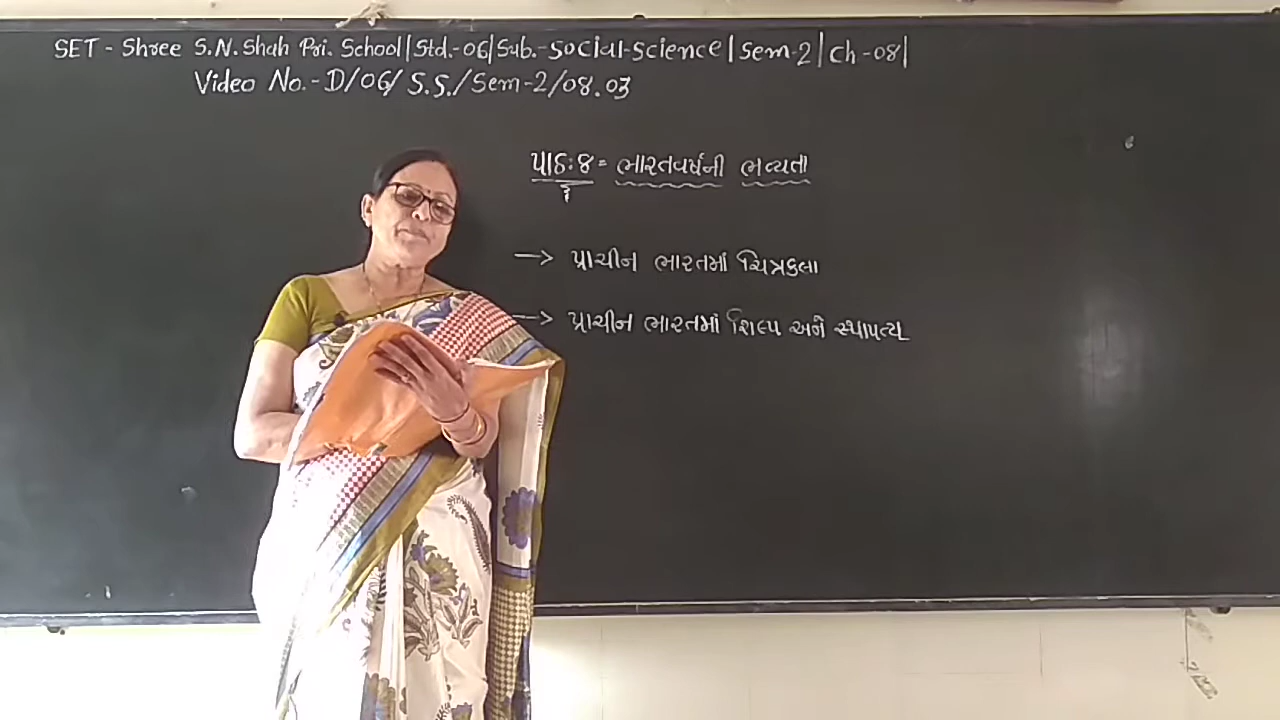 SET - Shree S.N. Shah Pri. School|Std.-06|Sub.-Social-Science|Sem-2|Ch-08|
Video No.-D/06/S.S./Sem-2/08.03
પાઠ:૪ = ભારતવર્ષની ભવ્યતા
→ પ્રાચીન ભારતમાં ચિત્રકલા
→ પ્રાચીન ભારતમાં શિલ્પ અને સ્થાપત્ય